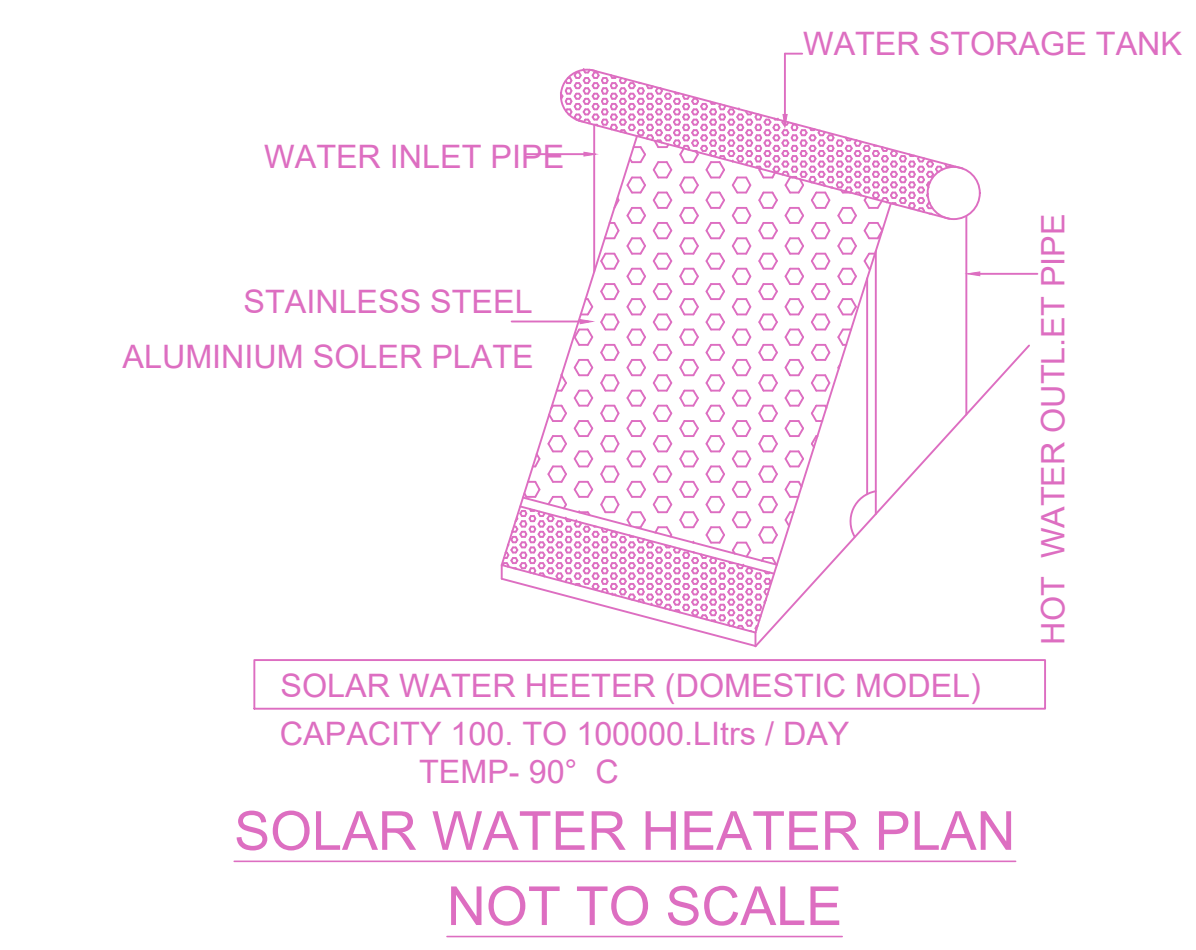 WATER STORAGE TANK
WATER INLET PIPE
STAINLESS STEEL
ALUMINIUM SOLER PLATE
HOT WATER OUTL.ET PIPE
SOLAR WATER HEETER (DOMESTIC MODEL)
CAPACITY 100. TO 100000.LItrs / DAY
TEMP- 90° C
SOLAR WATER HEATER PLAN
NOT TO SCALE